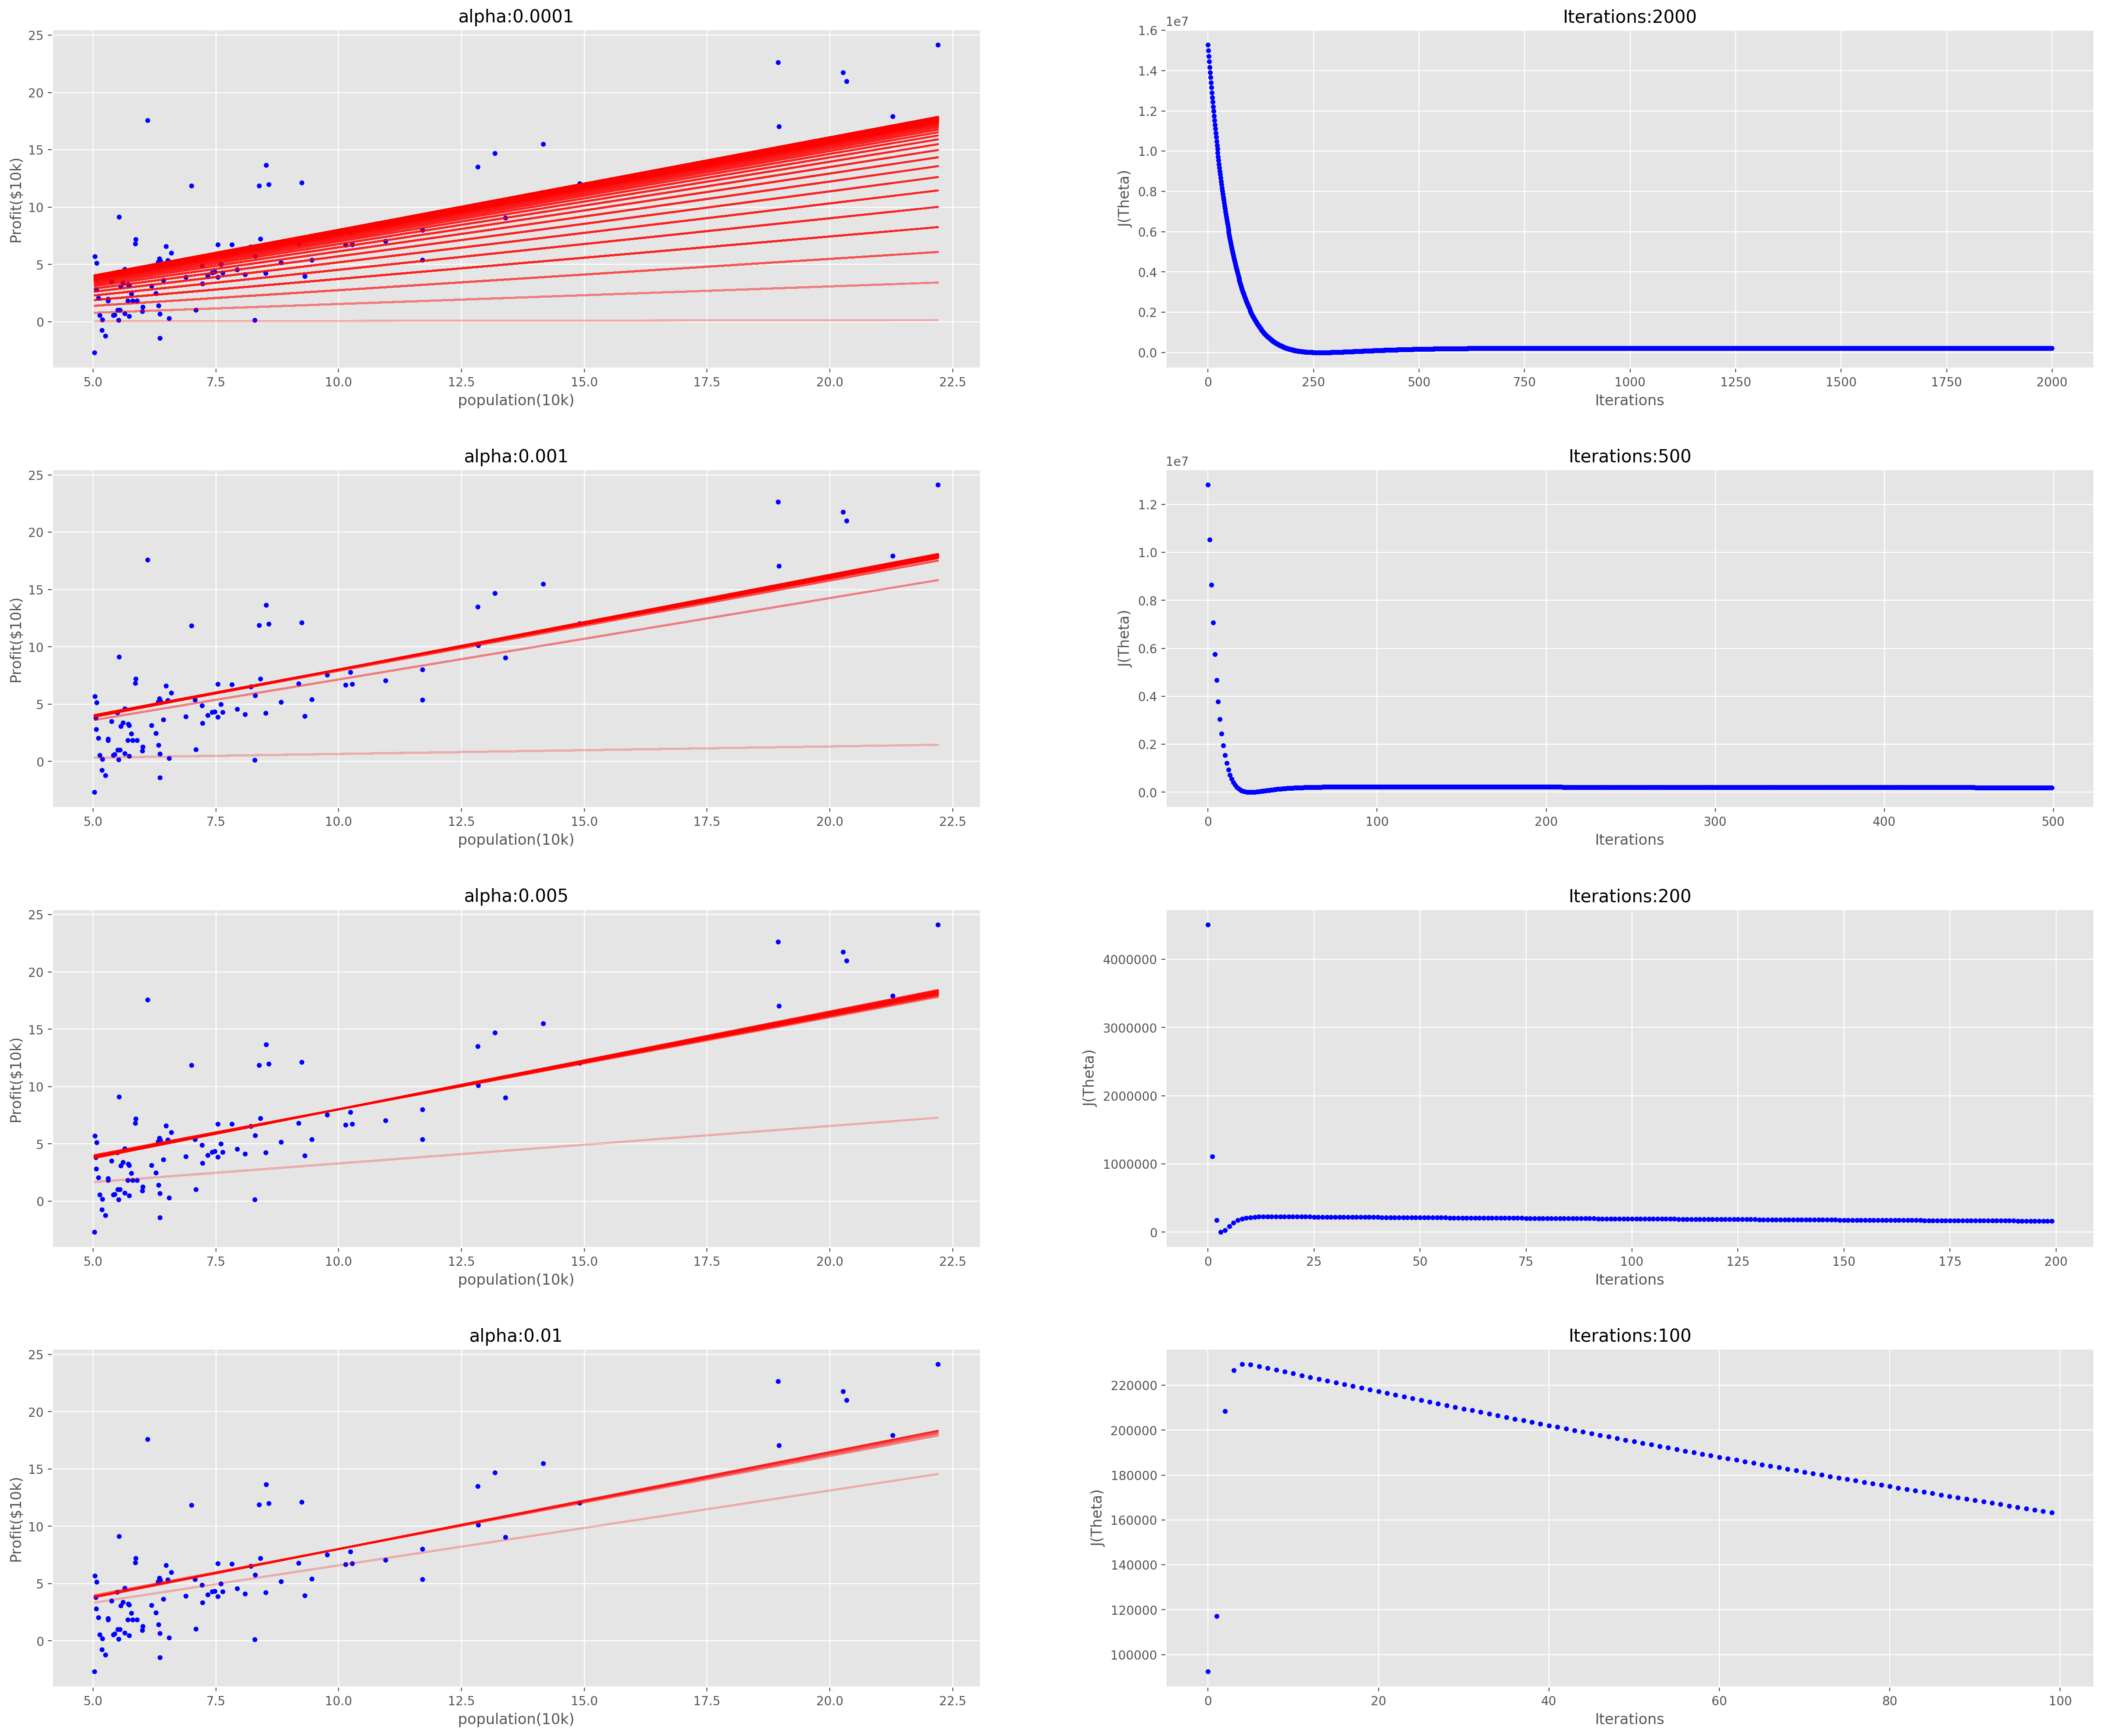 alpha:0.0001
Profit($10k)
25
20
15
10
5
0
5.0 7.5 10.0 12.5 15.0 17.5 20.0 22.5
population(10k)
Iterations:2000
1e7
J(Theta)
1.6
1.4
1.2
1.0
0.8
0.6
0.4
0.2
0.0
0 250 500 750 1000 1250 1500 1750 2000
Iterations
alpha:0.001
Profit($10k)
25
20
15
10
5
0
5.0 7.5 10.0 12.5 15.0 17.5 20.0 22.5
population(10k)
Iterations:500
1e7
J(Theta)
1.2
1.0
0.8
0.6
0.4
0.2
0.0
0 100 200 300 400 500
Iterations
alpha:0.005
Profit($10k)
25
20
15
10
5
0
5.0 7.5 10.0 12.5 15.0 17.5 20.0 22.5
population(10k)
Iterations:200
J(Theta)
4000000
3000000
2000000
1000000
0
0 25 50 75 100 125 150 175 200
Iterations
alpha:0.01
Profit($10k)
25
20
15
10
5
0
5.0 7.5 10.0 12.5 15.0 17.5 20.0 22.5
population(10k)
Iterations:100
J(Theta)
220000
200000
180000
160000
140000
120000
100000
0 20 40 60 80 100
Iterations